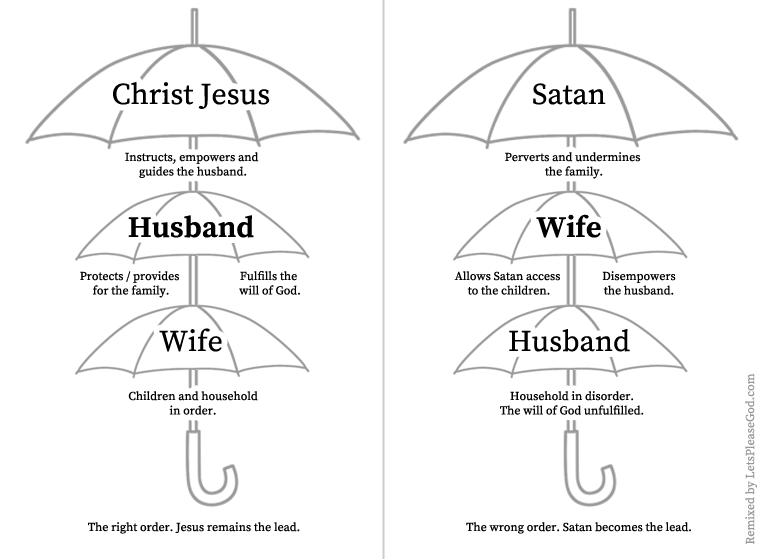 Christ Jesus
Instructs, empowers and
guides the husband.
Husband
Protects / provides
for the family.
Fulfills the
will of God.
Wife
Children and household
in order.
The right order. Jesus remains the lead.
Satan
Perverts and undermines
the family.
Wife
Allows Satan access
to the children.
Disempowers
the husband.
Husband
Household in disorder.
The will of God unfulfilled.
The wrong order. Satan becomes the lead.
Remixed by LetsPleaseGod.com